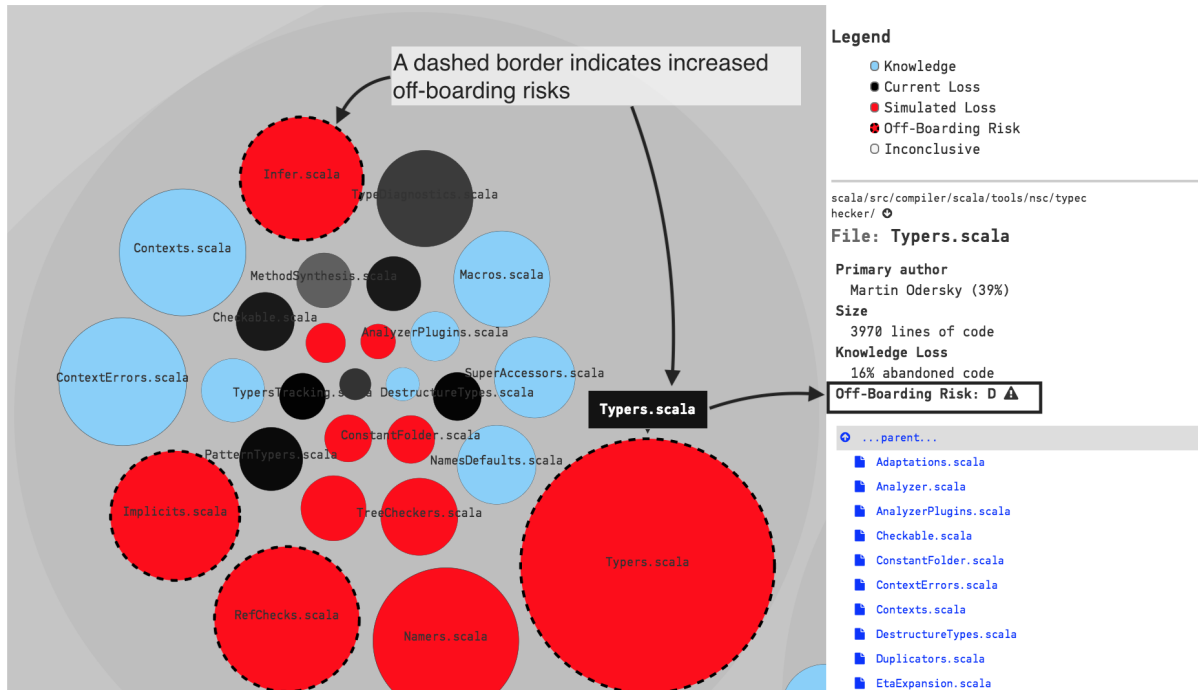 A dashed border indicates increased
off-boarding risks
Infer.scala
TypeDiagnostics.scala
Contexts.scala
MethodSynthesis.scala
Macros.scala
Checkable.scala
AnalyzerPlugins.scala
ContextErrors.scala
SuperAccessors.scala
TypersTracking.scala
DestructureTypes.scala
Typers.scala
ConstantFolder.scala
PatternTypers.scala
NamesDefaults.scala
Implicits.scala
TreeCheckers.scala
Typers.scala
RefChecks.scala
Namers.scala
Legend
Knowledge
Current Loss
Simulated Loss
Off-Boarding Risk
Inconclusive
scala/src/compiler/scala/tools/nsc/typec
hecker/
File: Typers.scala
Primary author
Martin Odersky (39%)
Size
3970 lines of code
Knowledge Loss
16% abandoned code
Off-Boarding Risk: D
...parent...
Adaptations.scala
Analyzer.scala
AnalyzerPlugins.scala
Checkable.scala
ConstantFolder.scala
ContextErrors.scala
Contexts.scala
DestructureTypes.scala
Duplicators.scala
EtaExpansion.scala